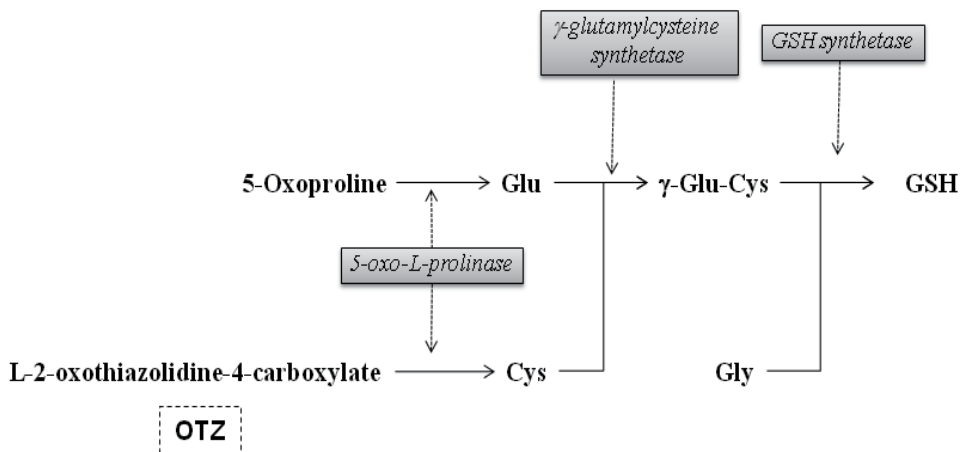 γ-glutamylcysteine
synthetase
GSH synthetase
5-Oxoproline
Glu
γ-Glu-Cys
GSH
5-oxo-L-prolinase
L-2-oxothiazolidine-4-carboxylate
Cys
Gly
OTZ